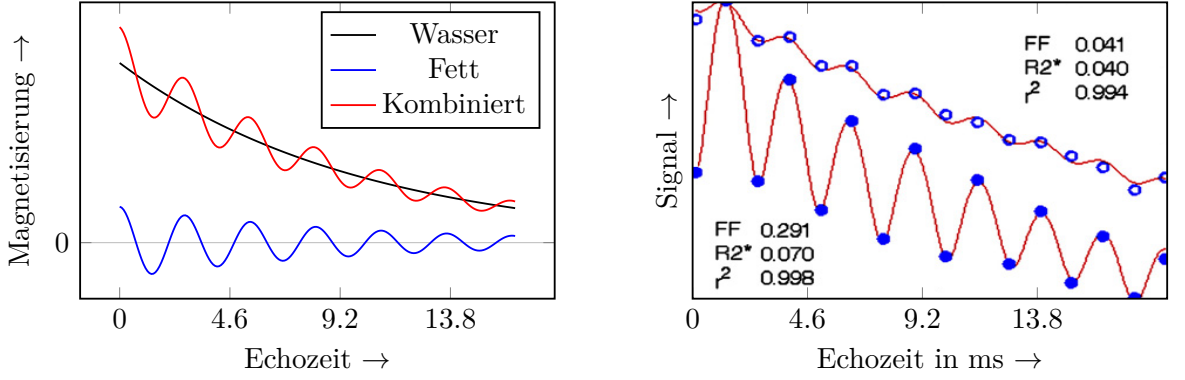 Magnetisierung →
Wasser
Fett
Kombiniert
0
0 4.6 9.2 13.8
Echozeit →
Signal →
FF 0.041
R2* 0.040
r² 0.994
FF 0.291
R2* 0.070
r² 0.998
0 4.6 9.2 13.8
Echozeit in ms →